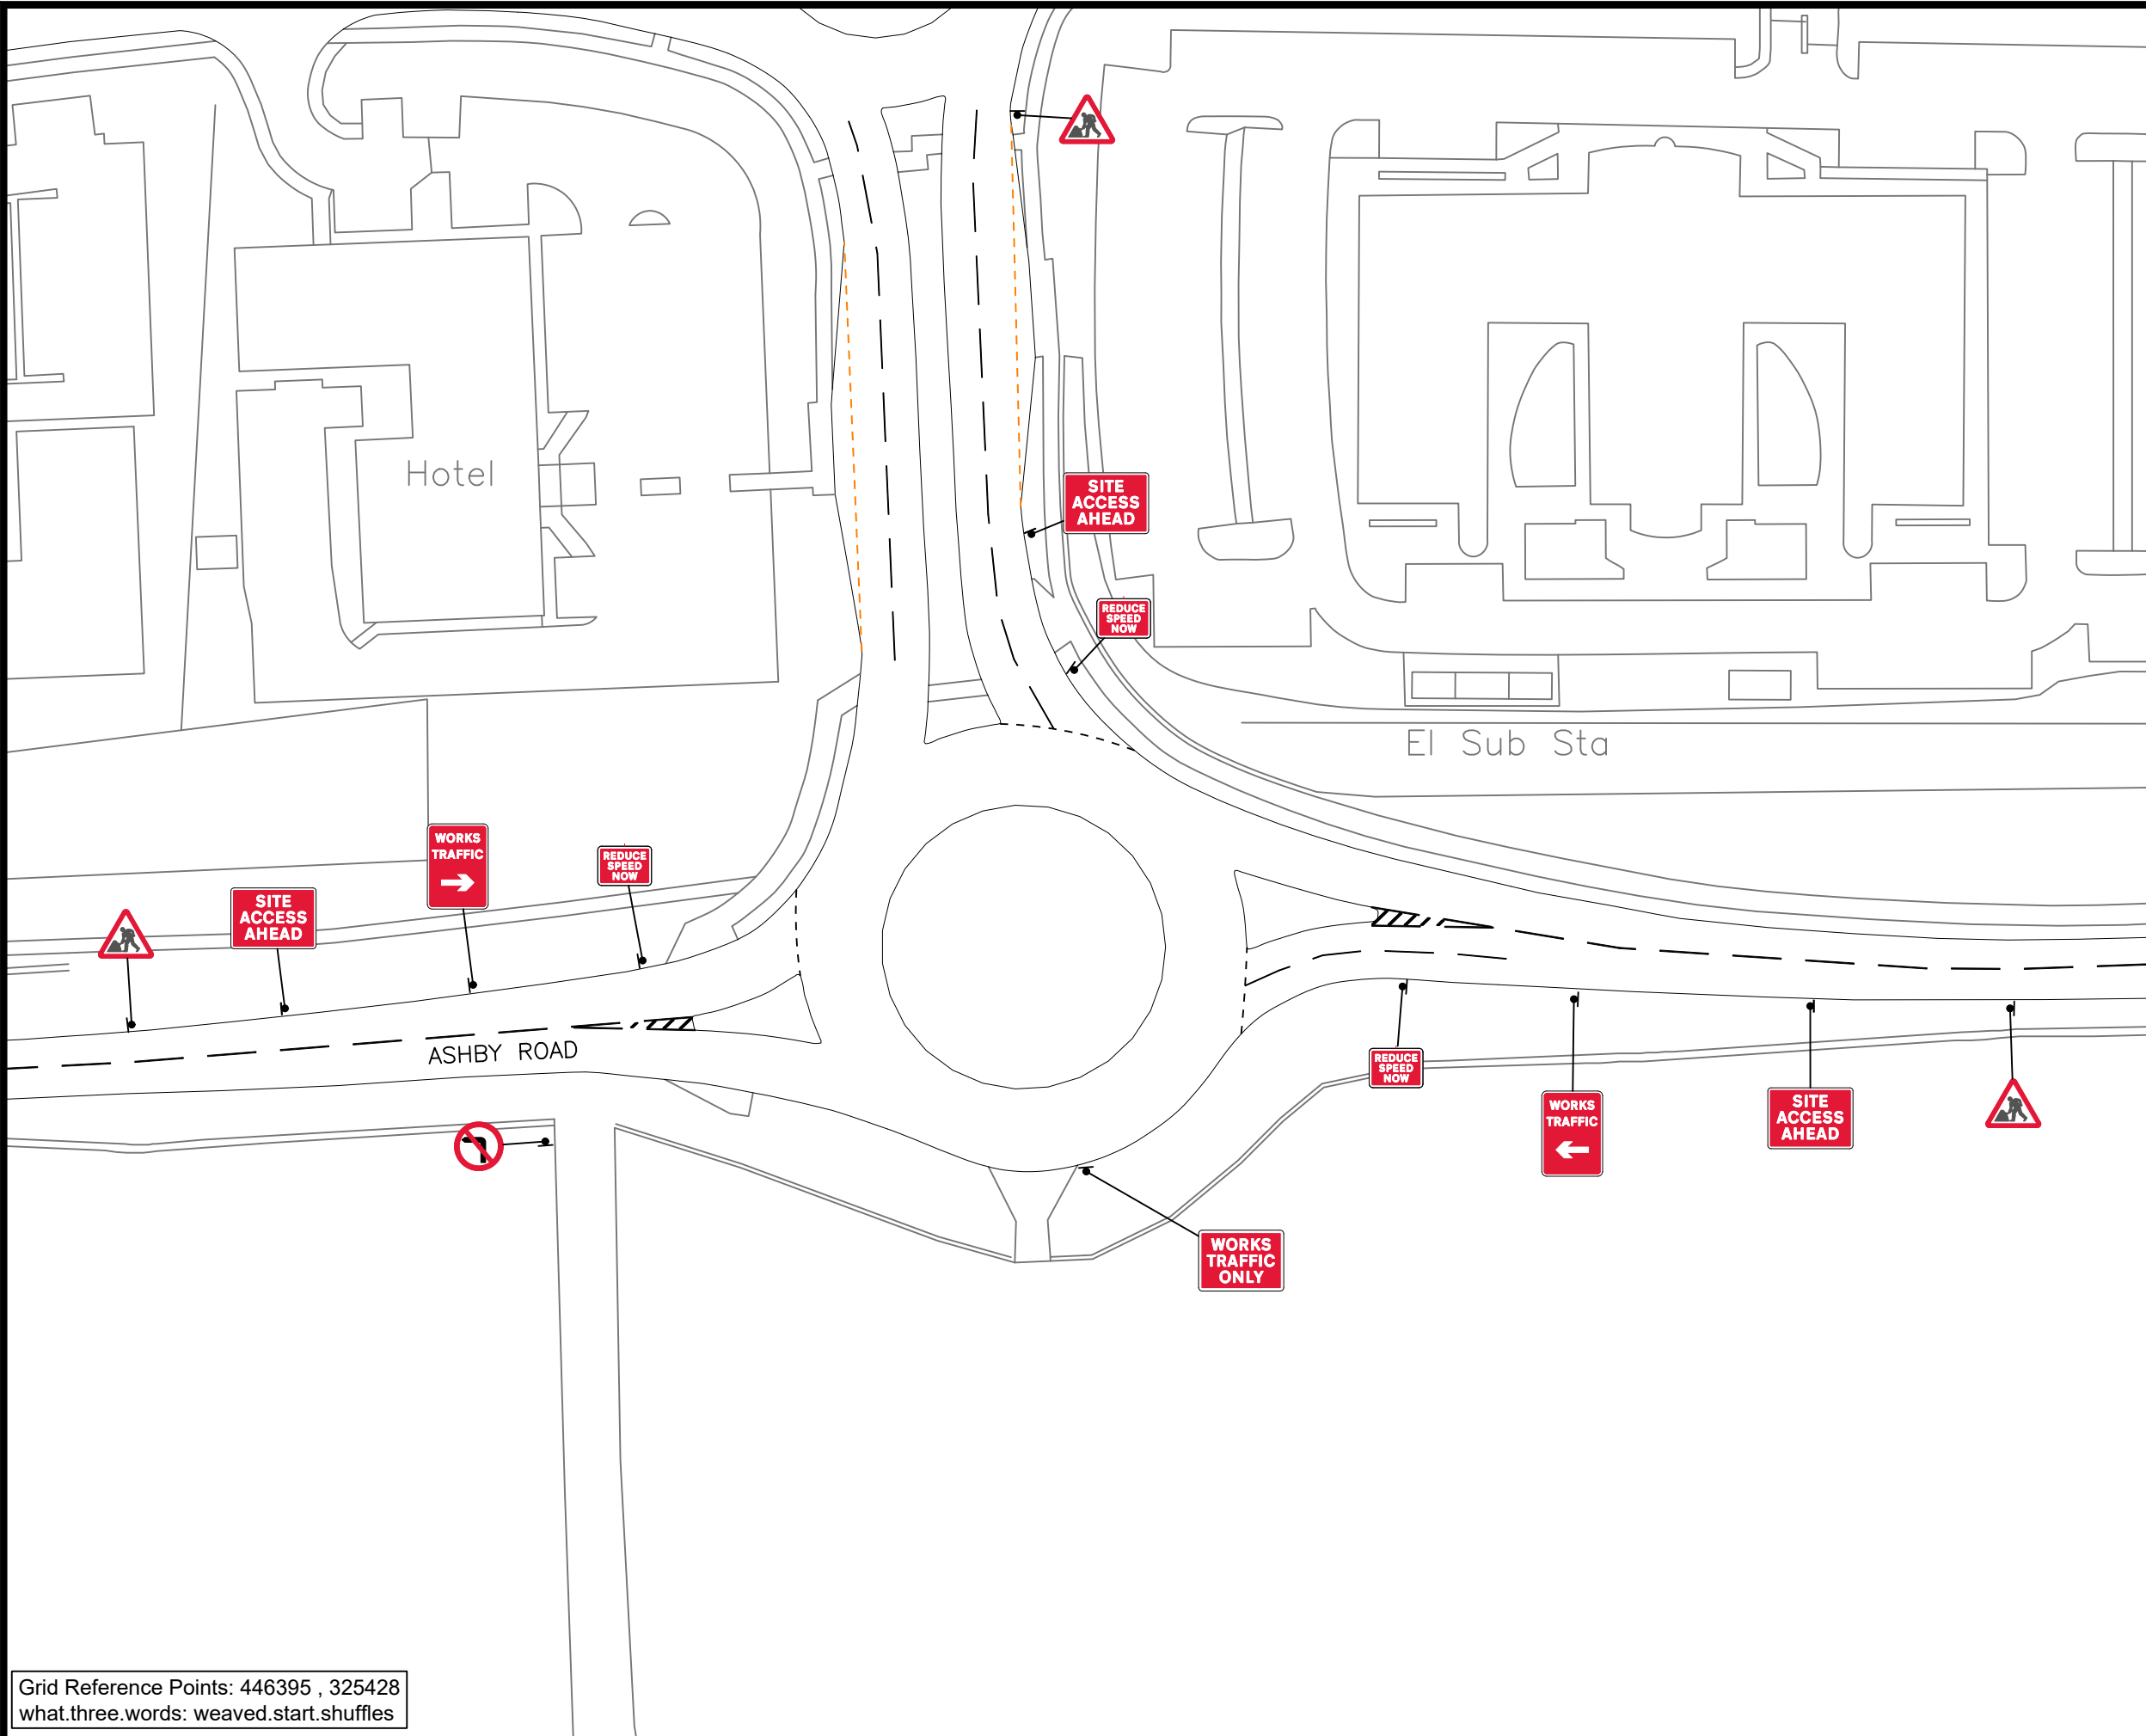 Hotel
SITE
ACCESS
AHEAD
REDUCE
SPEED
NOW
El Sub Sta
WORKS
TRAFFIC
REDUCE
SPEED
NOW
SITE
ACCESS
AHEAD
ASHBY ROAD
REDUCE
SPEED
NOW
WORKS
TRAFFIC
SITE
ACCESS
AHEAD
WORKS
TRAFFIC
ONLY
Grid Reference Points: 446395 , 325428
what.three.words: weaved.start.shuffles